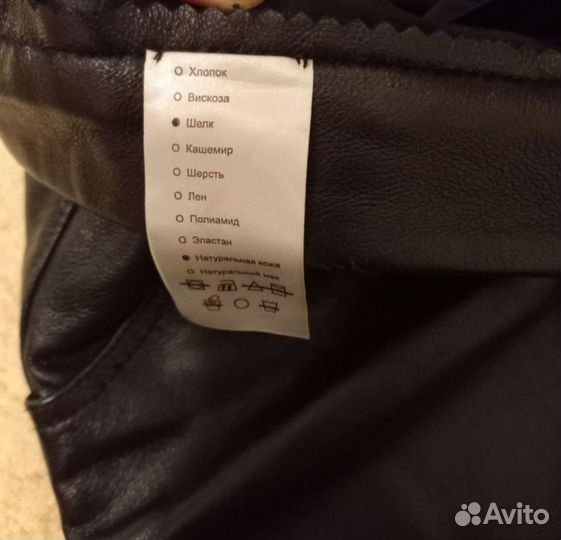 Хлопок
Вискоза
Шелк
Кашемир
Шерсть
Лен
Полиамид
Эластан
Натуральная кожа
Натуральный мех
Avito